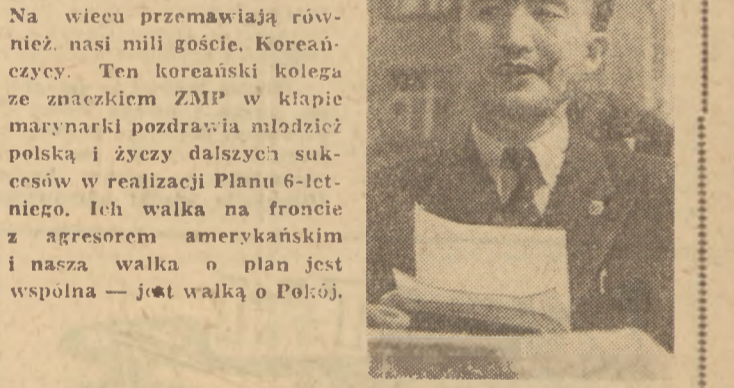 Na wiecu przemawiają rów-
nież nasi mili goście, Koreań-
czycy. Ten koreański kolega
ze znaczkiem ZMP w klapie
marynarki pozdrawia młodzież
polską i życzy dalszych suk-
cesów w realizacji Planu 6-let-
niego. Ich walka na froncie
z agresorem amerykańskim
i nasza walka o plan jest
wspólna — jest walką o Pokój.